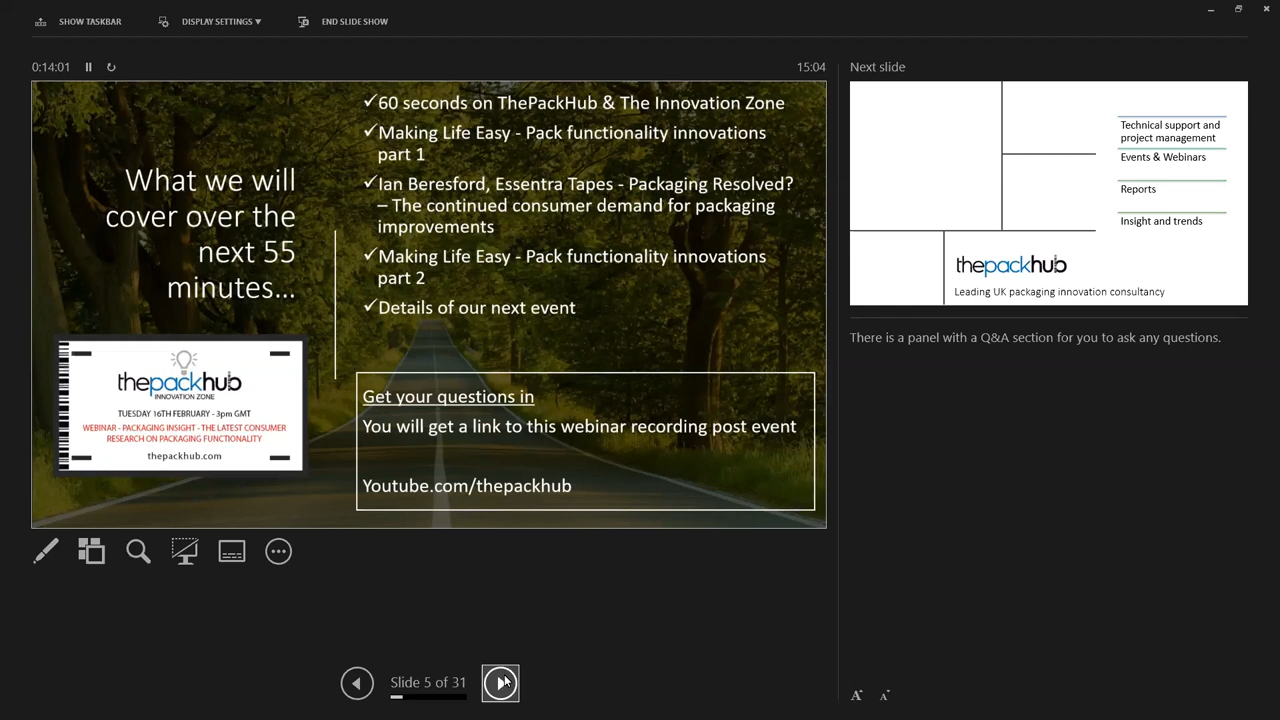 SHOW TASKBAR
DISPLAY SETTINGS ▼
END SLIDE SHOW
0:14:01
15:04
Next slide
What we will
cover over the
next 55
minutes...
✓60 seconds on ThePackHub & The Innovation Zone
✓Making Life Easy - Pack functionality innovations
part 1
✓Ian Beresford, Essentra Tapes - Packaging Resolved?
– The continued consumer demand for packaging
improvements
✓Making Life Easy - Pack functionality innovations
part 2
✓Details of our next event
thepackhub
INNOVATION ZONE
TUESDAY 16TH FEBRUARY - 3pm GMT
WEBINAR - PACKAGING INSIGHT - THE LATEST CONSUMER
RESEARCH ON PACKAGING FUNCTIONALITY
thepackhub.com
Get your questions in
You will get a link to this webinar recording post event
Youtube.com/thepackhub
Technical support and
project management
Events & Webinars
Reports
Insight and trends
thepackhub
Leading UK packaging innovation consultancy
There is a panel with a Q&A section for you to ask any questions.
Slide 5 of 31
A A